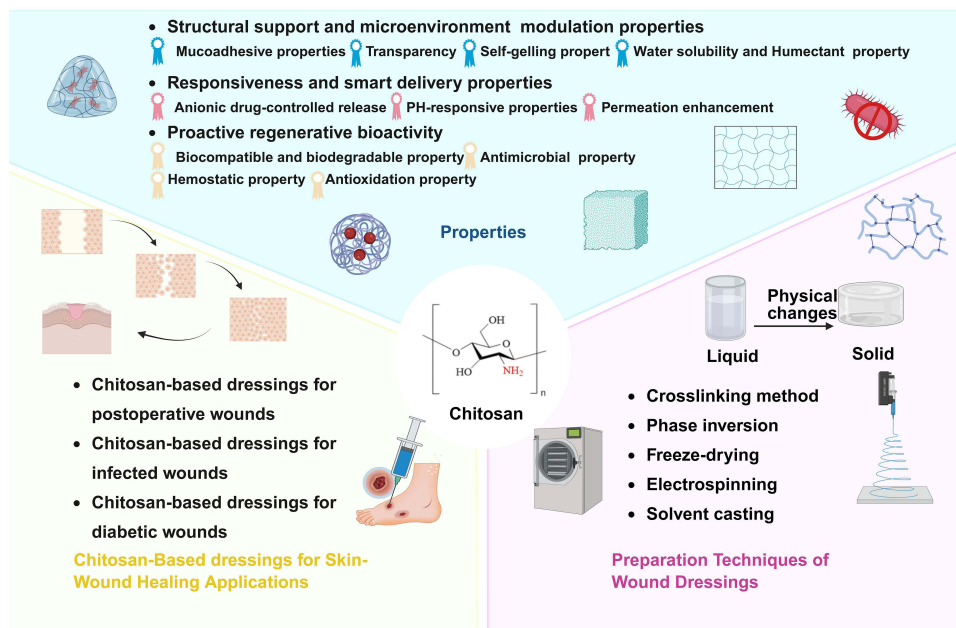 • Structural support and microenvironment modulation properties
Mucoadhesive properties Transparency Self-gelling propert Water solubility and Humectant property
• Responsiveness and smart delivery properties
Anionic drug-controlled release PH-responsive properties Permeation enhancement
• Proactive regenerative bioactivity
Biocompatible and biodegradable property Antimicrobial property
Hemostatic property Antioxidation property
Properties
Physical
changes
Liquid Solid
OH
O
O
HO
NH2
n
Chitosan
• Chitosan-based dressings for
postoperative wounds
• Chitosan-based dressings for
infected wounds
• Chitosan-based dressings for
diabetic wounds
Chitosan-Based dressings for Skin-
Wound Healing Applications
• Crosslinking method
• Phase inversion
• Freeze-drying
• Electrospinning
• Solvent casting
Preparation Techniques of
Wound Dressings